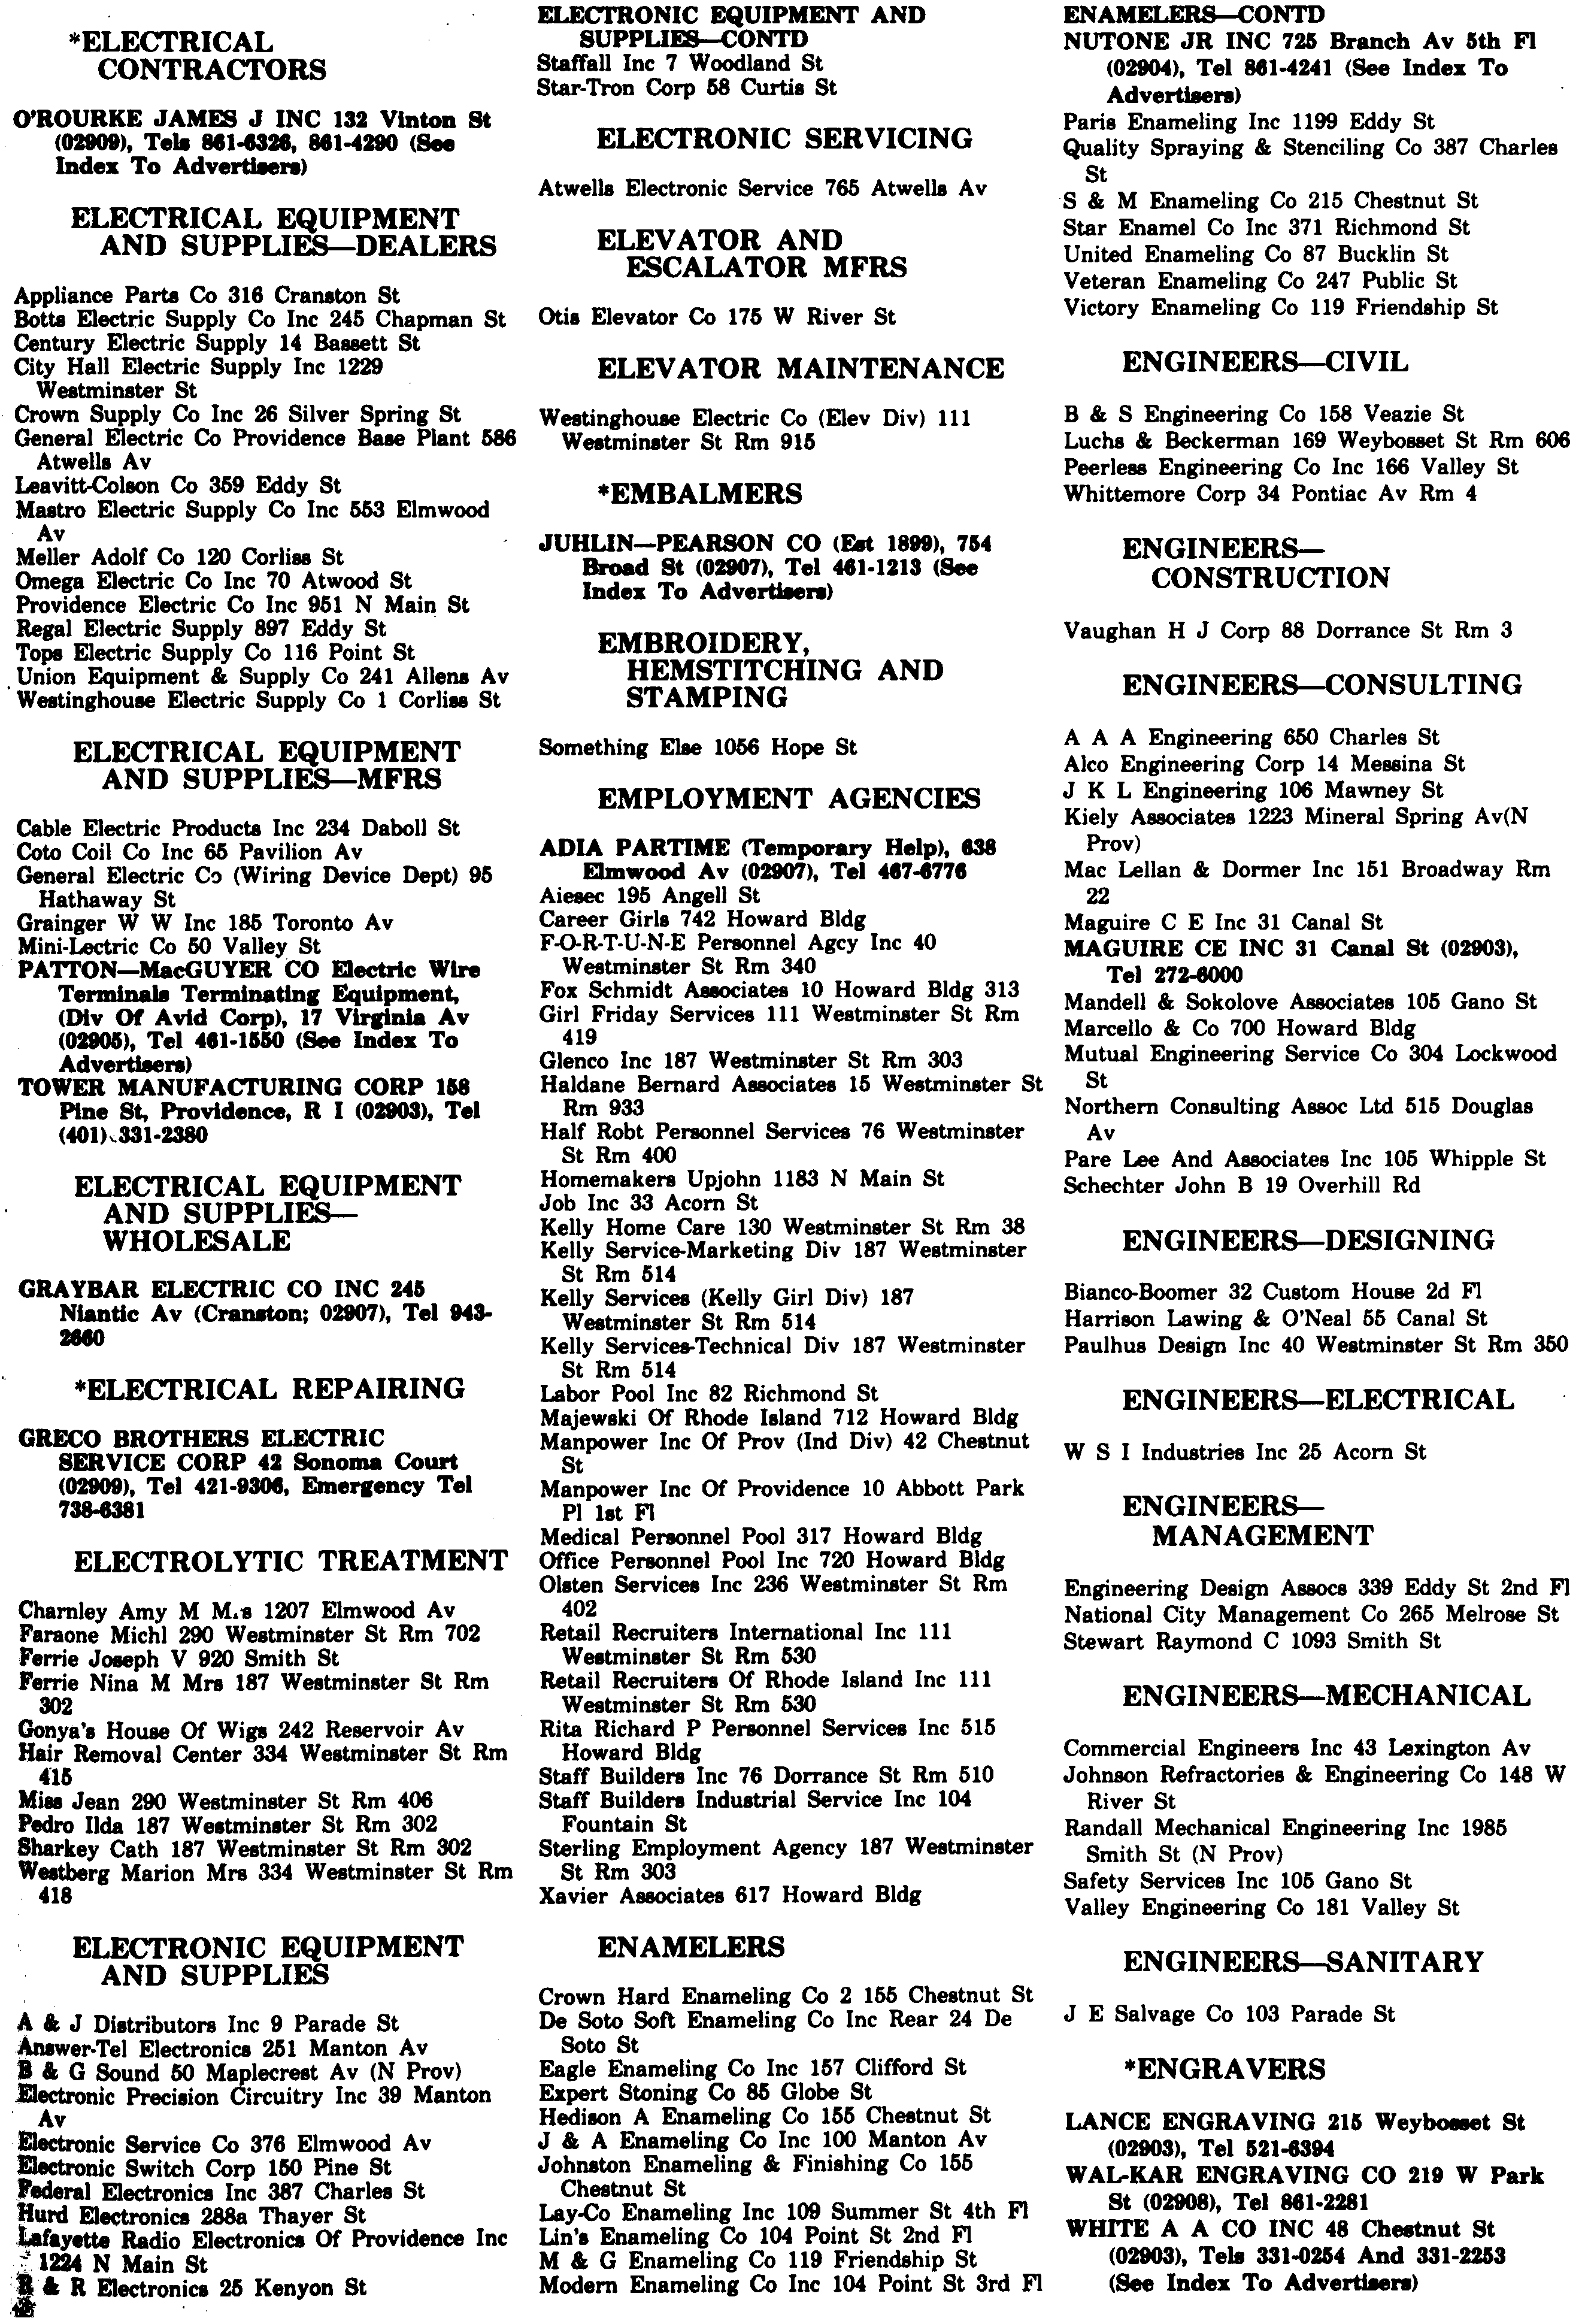 *ELECTRICAL
CONTRACTORS
O'ROURKE JAMES J INC 132 Vinton St
(02909), Tels 861-6326, 861-4290 (See
Index To Advertisers)
ELECTRICAL EQUIPMENT
AND SUPPLIES—DEALERS
Appliance Parts Co 316 Cranston St
Botts Electric Supply Co Inc 245 Chapman St
Century Electric Supply 14 Bassett St
City Hall Electric Supply Inc 1229
Westminster St
Crown Supply Co Inc 26 Silver Spring St
General Electric Co Providence Base Plant 586
Atwells Av
Leavitt-Colson Co 359 Eddy St
Mastro Electric Supply Co Inc 553 Elmwood
Av
Meller Adolf Co 120 Corliss St
Omega Electric Co Inc 70 Atwood St
Providence Electric Co Inc 951 N Main St
Regal Electric Supply 897 Eddy St
Tops Electric Supply Co 116 Point St
Union Equipment & Supply Co 241 Allens Av
Westinghouse Electric Supply Co 1 Corliss St
ELECTRICAL EQUIPMENT
AND SUPPLIES—MFRS
Cable Electric Products Inc 234 Daboll St
Coto Coil Co Inc 65 Pavilion Av
General Electric Co (Wiring Device Dept) 95
Hathaway St
Grainger W W Inc 185 Toronto Av
Mini-Lectric Co 50 Valley St
PATTON—MacGUYER CO Electric Wire
Terminals Terminating Equipment,
(Div Of Avid Corp), 17 Virginia Av
(02905), Tel 461-1550 (See Index To
Advertisers)
TOWER MANUFACTURING CORP 158
Pine St, Providence, R I (02903), Tel
(401) 331-2380
ELECTRICAL EQUIPMENT
AND SUPPLIES—
WHOLESALE
GRAYBAR ELECTRIC CO INC 245
Niantic Av (Cranston; 02907), Tel 943-
2660
*ELECTRICAL REPAIRING
GRECO BROTHERS ELECTRIC
SERVICE CORP 42 Sonoma Court
(02909), Tel 421-9306, Emergency Tel
738-6381
ELECTROLYTIC TREATMENT
Charnley Amy M Mrs 1207 Elmwood Av
Faraone Michl 290 Westminster St Rm 702
Ferrie Joseph V 920 Smith St
Ferrie Nina M Mrs 187 Westminster St Rm
302
Gonya's House Of Wigs 242 Reservoir Av
Hair Removal Center 334 Westminster St Rm
415
Miss Jean 290 Westminster St Rm 406
Pedro Ilda 187 Westminster St Rm 302
Sharkey Cath 187 Westminster St Rm 302
Westberg Marion Mrs 334 Westminster St Rm
418
ELECTRONIC EQUIPMENT
AND SUPPLIES
A & J Distributors Inc 9 Parade St
Answer-Tel Electronics 251 Manton Av
B & G Sound 50 Maplecrest Av (N Prov)
Electronic Precision Circuitry Inc 39 Manton
Av
Electronic Service Co 376 Elmwood Av
Electronic Switch Corp 150 Pine St
Federal Electronics Inc 387 Charles St
Hurd Electronics 288a Thayer St
Lafayette Radio Electronics Of Providence Inc
1224 N Main St
R & R Electronics 25 Kenyon St
ELECTRONIC EQUIPMENT AND
SUPPLIES—CONTD
Staffall Inc 7 Woodland St
Star-Tron Corp 58 Curtis St
ELECTRONIC SERVICING
Atwells Electronic Service 765 Atwells Av
ELEVATOR AND
ESCALATOR MFRS
Otis Elevator Co 175 W River St
ELEVATOR MAINTENANCE
Westinghouse Electric Co (Elev Div) 111
Westminster St Rm 915
*EMBALMERS
JUHLIN—PEARSON CO (Est 1899), 754
Broad St (02907), Tel 461-1213 (See
Index To Advertisers)
EMBROIDERY,
HEMSTITCHING AND
STAMPING
Something Else 1056 Hope St
EMPLOYMENT AGENCIES
ADIA PARTIME (Temporary Help), 638
Elmwood Av (02907), Tel 467-6776
Aiesec 195 Angell St
Career Girls 742 Howard Bldg
F-O-R-T-U-N-E Personnel Agcy Inc 40
Westminster St Rm 340
Fox Schmidt Associates 10 Howard Bldg 313
Girl Friday Services 111 Westminster St Rm
419
Glenco Inc 187 Westminster St Rm 303
Haldane Bernard Associates 15 Westminster St
Rm 933
Half Robt Personnel Services 76 Westminster
St Rm 400
Homemakers Upjohn 1183 N Main St
Job Inc 33 Acorn St
Kelly Home Care 130 Westminster St Rm 38
Kelly Service-Marketing Div 187 Westminster
St Rm 514
Kelly Services (Kelly Girl Div) 187
Westminster St Rm 514
Kelly Services-Technical Div 187 Westminster
St Rm 514
Labor Pool Inc 82 Richmond St
Majewski Of Rhode Island 712 Howard Bldg
Manpower Inc Of Prov (Ind Div) 42 Chestnut
St
Manpower Inc Of Providence 10 Abbott Park
Pl 1st Fl
Medical Personnel Pool 317 Howard Bldg
Office Personnel Pool Inc 720 Howard Bldg
Olsten Services Inc 236 Westminster St Rm
402
Retail Recruiters International Inc 111
Westminster St Rm 530
Retail Recruiters Of Rhode Island Inc 111
Westminster St Rm 530
Rita Richard P Personnel Services Inc 515
Howard Bldg
Staff Builders Inc 76 Dorrance St Rm 510
Staff Builders Industrial Service Inc 104
Fountain St
Sterling Employment Agency 187 Westminster
St Rm 303
Xavier Associates 617 Howard Bldg
ENAMELERS
Crown Hard Enameling Co 2 155 Chestnut St
De Soto Soft Enameling Co Inc Rear 24 De
Soto St
Eagle Enameling Co Inc 157 Clifford St
Expert Stoning Co 85 Globe St
Hedison A Enameling Co 155 Chestnut St
J & A Enameling Co Inc 100 Manton Av
Johnston Enameling & Finishing Co 155
Chestnut St
Lay-Co Enameling Inc 109 Summer St 4th Fl
Lin's Enameling Co 104 Point St 2nd Fl
M & G Enameling Co 119 Friendship St
Modern Enameling Co Inc 104 Point St 3rd Fl
ENAMELERS—CONTD
NUTONE JR INC 725 Branch Av 5th Fl
(02904), Tel 861-4241 (See Index To
Advertisers)
Paris Enameling Inc 1199 Eddy St
Quality Spraying & Stenciling Co 387 Charles
St
S & M Enameling Co 215 Chestnut St
Star Enamel Co Inc 371 Richmond St
United Enameling Co 87 Bucklin St
Veteran Enameling Co 247 Public St
Victory Enameling Co 119 Friendship St
ENGINEERS—CIVIL
B & S Engineering Co 158 Veazie St
Luchs & Beckerman 169 Weybosset St Rm 606
Peerless Engineering Co Inc 166 Valley St
Whittemore Corp 34 Pontiac Av Rm 4
ENGINEERS—
CONSTRUCTION
Vaughan H J Corp 88 Dorrance St Rm 3
ENGINEERS—CONSULTING
A A A Engineering 650 Charles St
Alco Engineering Corp 14 Messina St
J K L Engineering 106 Mawney St
Kiely Associates 1223 Mineral Spring Av(N
Prov)
Mac Lellan & Dormer Inc 151 Broadway Rm
22
Maguire C E Inc 31 Canal St
MAGUIRE CE INC 31 Canal St (02903),
Tel 272-6000
Mandell & Sokolove Associates 105 Gano St
Marcello & Co 700 Howard Bldg
Mutual Engineering Service Co 304 Lockwood
St
Northern Consulting Assoc Ltd 515 Douglas
Av
Pare Lee And Associates Inc 105 Whipple St
Schechter John B 19 Overhill Rd
ENGINEERS—DESIGNING
Bianco-Boomer 32 Custom House 2d Fl
Harrison Lawing & O'Neal 55 Canal St
Paulhus Design Inc 40 Westminster St Rm 350
ENGINEERS—ELECTRICAL
W S I Industries Inc 25 Acorn St
ENGINEERS—
MANAGEMENT
Engineering Design Assocs 339 Eddy St 2nd Fl
National City Management Co 265 Melrose St
Stewart Raymond C 1093 Smith St
ENGINEERS—MECHANICAL
Commercial Engineers Inc 43 Lexington Av
Johnson Refractories & Engineering Co 148 W
River St
Randall Mechanical Engineering Inc 1985
Smith St (N Prov)
Safety Services Inc 105 Gano St
Valley Engineering Co 181 Valley St
ENGINEERS—SANITARY
J E Salvage Co 103 Parade St
*ENGRAVERS
LANCE ENGRAVING 215 Weybosset St
(02903), Tel 521-6394
WAL-KAR ENGRAVING CO 219 W Park
St (02908), Tel 861-2281
WHITE A A CO INC 48 Chestnut St
(02903), Tels 331-0254 And 331-2253
(See Index To Advertisers)